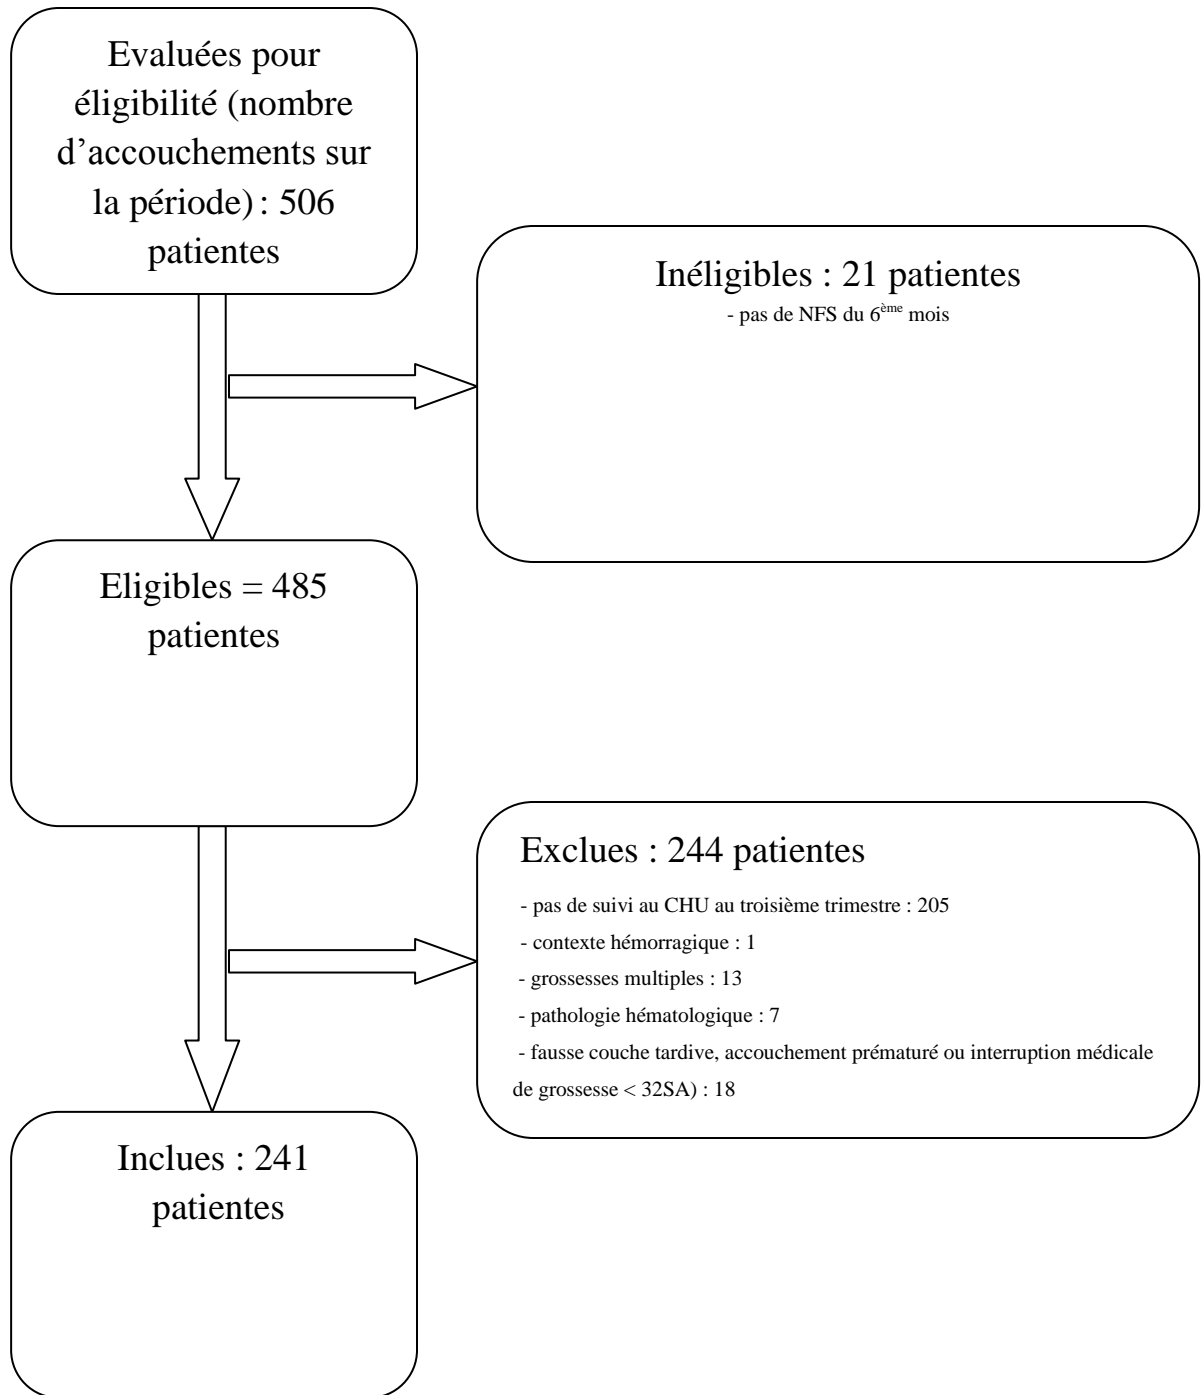 Evaluées pour
éligibilité (nombre
d’accouchements sur
la période) : 506
patientes
Inéligibles : 21 patientes
- pas de NFS du 6ème mois
Eligibles = 485
patientes
Exclues : 244 patientes
- pas de suivi au CHU au troisième trimestre : 205
- contexte hémorragique : 1
- grossesses multiples : 13
- pathologie hématologique : 7
- fausse couche tardive, accouchement prématuré ou interruption médicale
de grossesse < 32SA) : 18
Inclues : 241
patientes